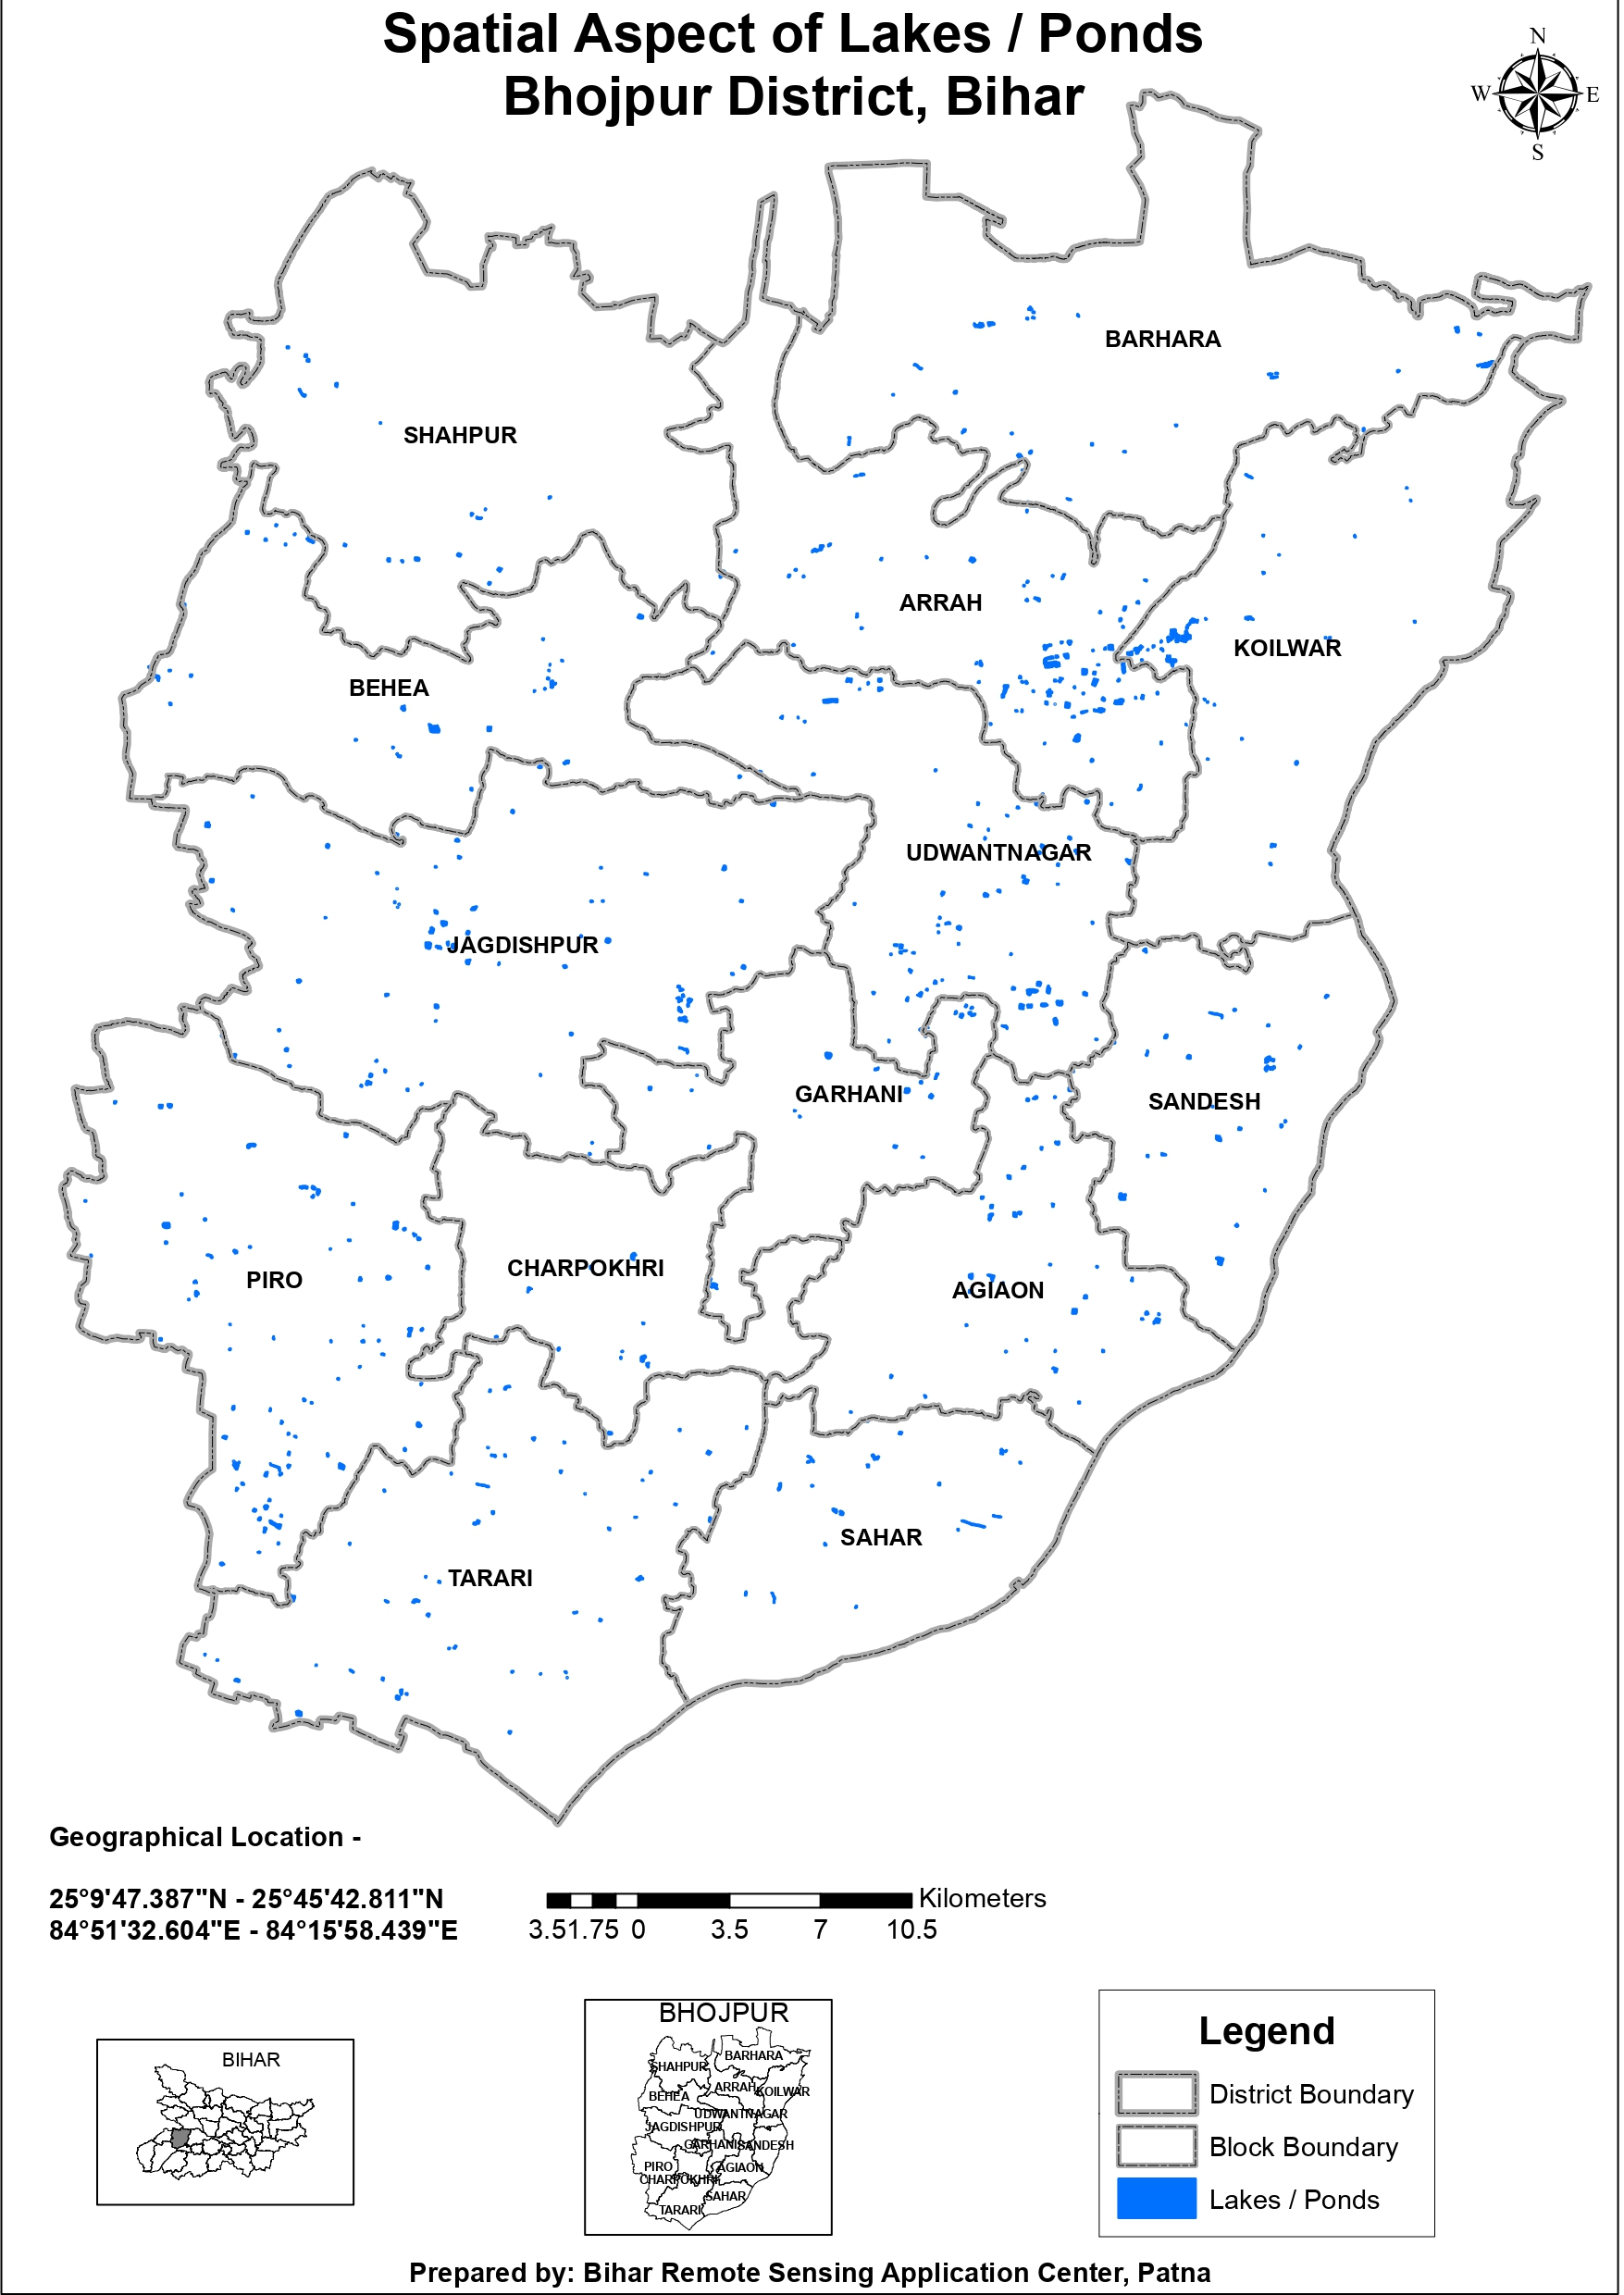 Spatial Aspect of Lakes / Ponds
Bhojpur District, Bihar
N
W E
S
BARHARA
SHAHPUR
ARRAH
KOILWAR
BEHEA
UDWANTNAGAR
JAGDISHPUR
GARHANI
SANDESH
CHARPOKHRI
PIRO
AGIAON
SAHAR
TARARI
Geographical Location -
25°9'47.387"N - 25°45'42.811"N
84°51'32.604"E - 84°15'58.439"E
Kilometers
3.51.75 0 3.5 7 10.5
BIHAR
BHOJPUR
BARHARA
SHAHPUR
ARRAH
KOILWAR
BEHEA
UDWANTNAGAR
JAGDISHPUR
GARHANI
SANDESH
PIRO
AGIAON
CHARPOKHRI
SAHAR
TARARI
Legend
District Boundary
Block Boundary
Lakes / Ponds
Prepared by: Bihar Remote Sensing Application Center, Patna